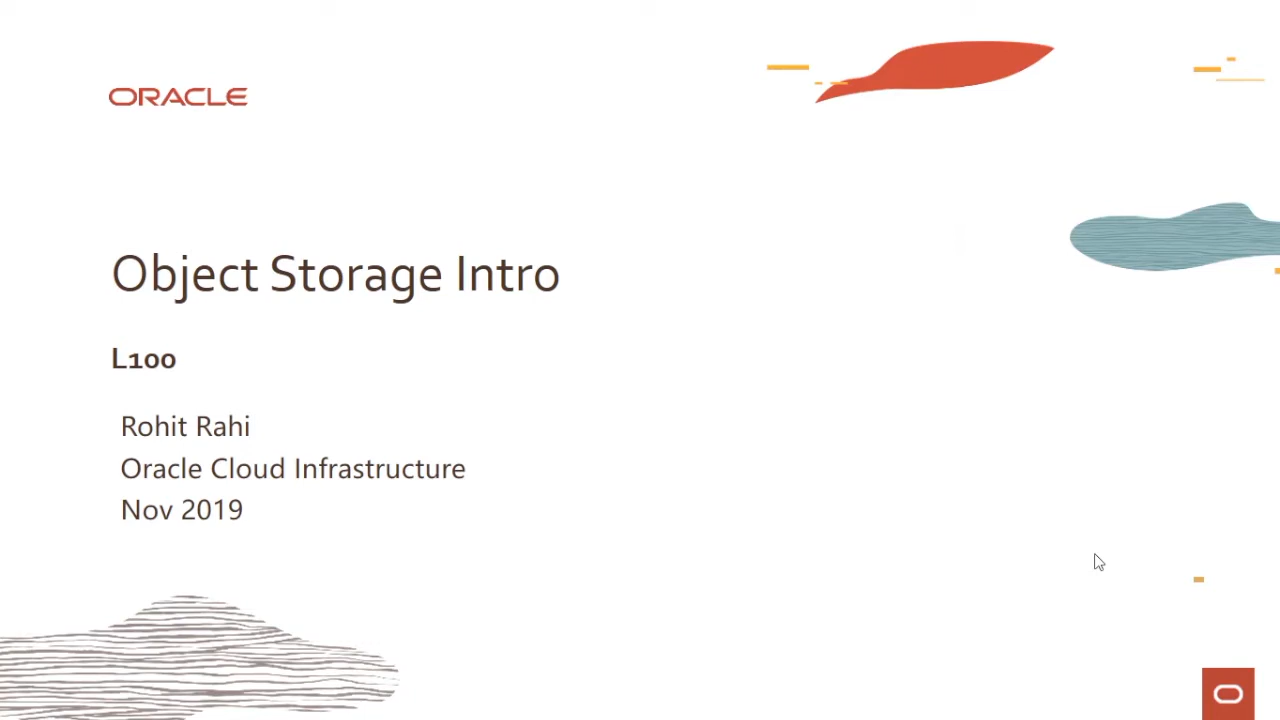 ORACLE
Object Storage Intro
L100
Rohit Rahi
Oracle Cloud Infrastructure
Nov 2019